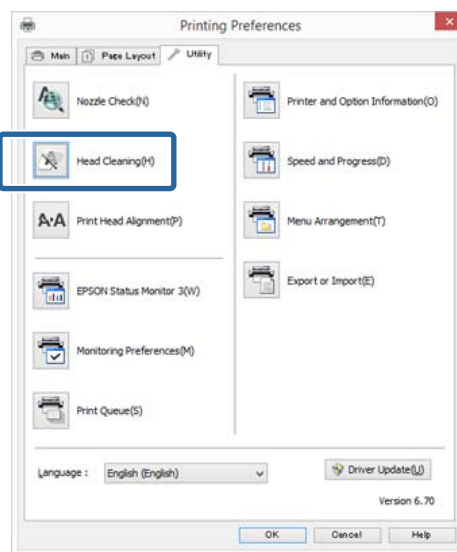 Printing Preferences
Main
Page Layout
Utility
Nozzle Check(N)
Head Cleaning(H)
Print Head Alignment(P)
EPSON Status Monitor 3(W)
Monitoring Preferences(M)
Print Queue(S)
Printer and Option Information(O)
Speed and Progress(D)
Menu Arrangement(T)
Export or Import(E)
Language : English (English)
Driver Update(U)
Version 6.70
OK Cancel Help